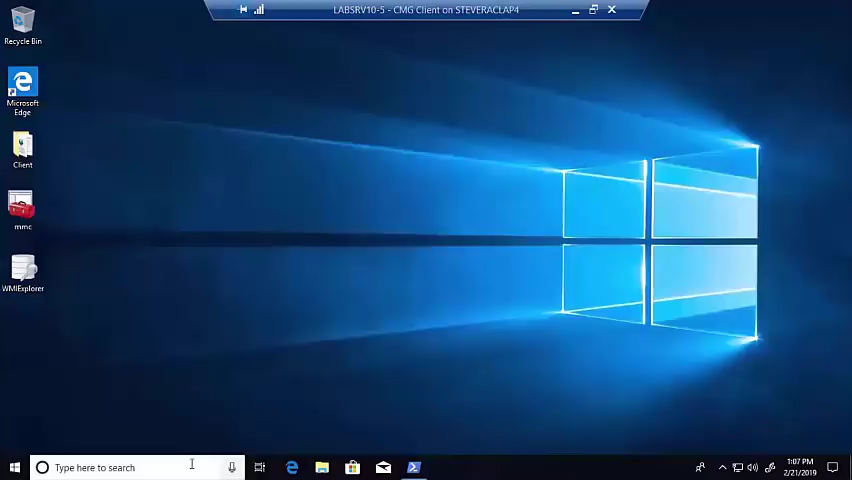 LABSRV10-5 - CMG Client on STEVERACLAP4
Recycle Bin
Microsoft
Edge
Client
mmc
WMIExplorer
Type here to search
1:07 PM
2/21/2019